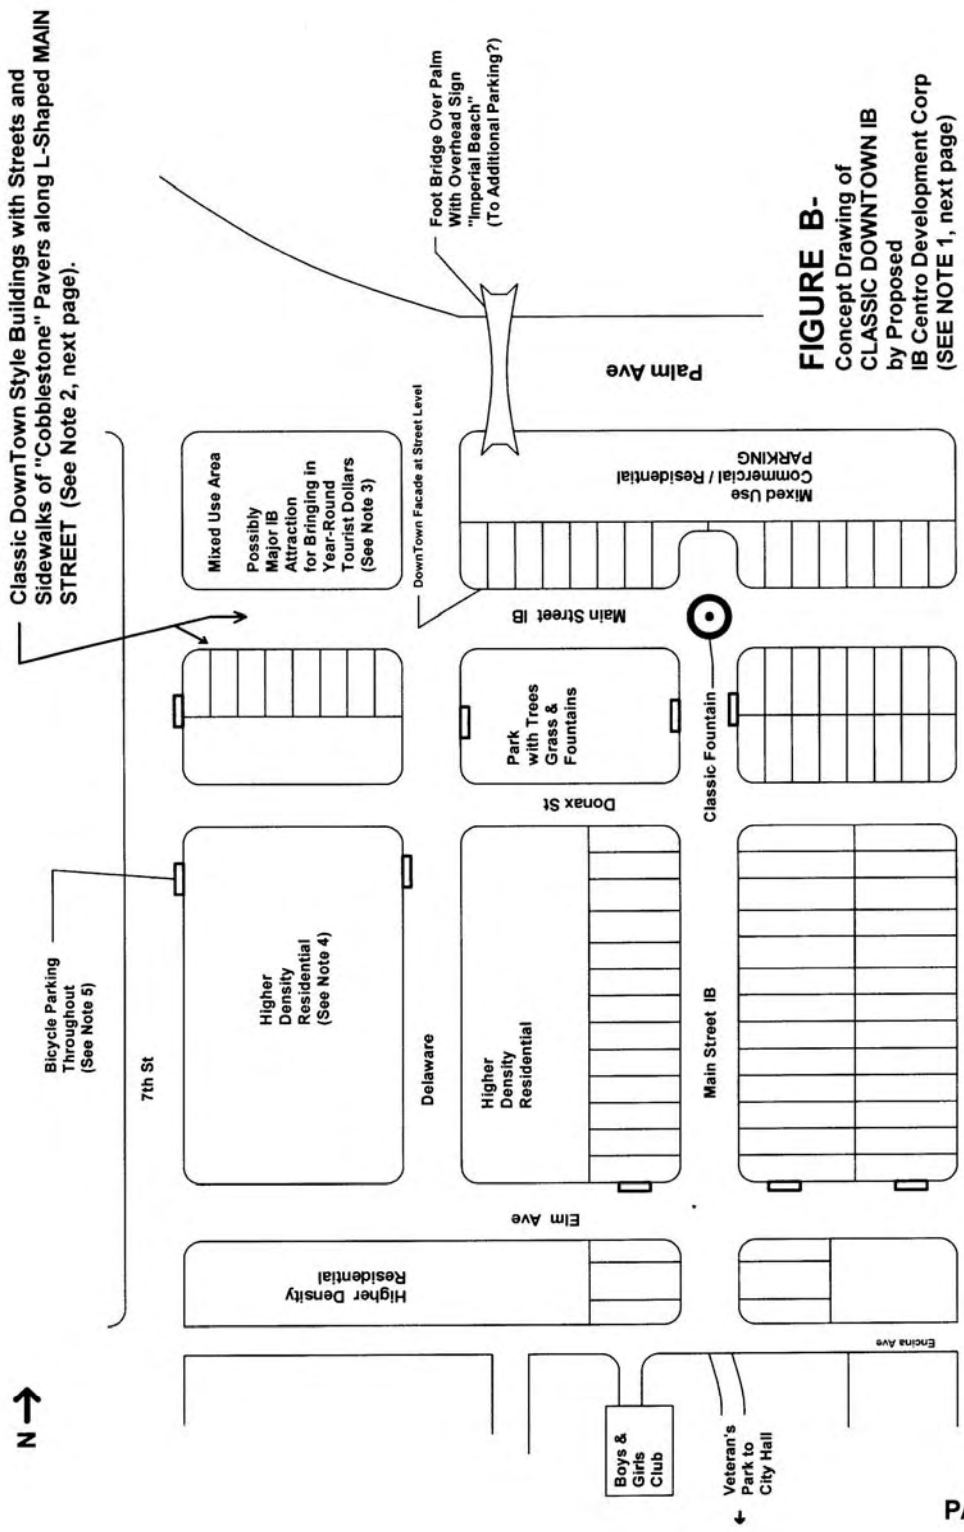 Classic DownTown Style Buildings with Streets and
Sidewalks of "Cobblestone" Pavers along L-Shaped MAIN
STREET (See Note 2, next page).
N
Foot Bridge Over Palm
With Overhead Sign
"Imperial Beach"
(To Additional Parking?)
Bicycle Parking
Throughout
(See Note 5)
7th St
Mixed Use Area
Possibly
Major IB
Attraction
for Bringing in
Year-Round
Tourist Dollars
(See Note 3)
DownTown Facade at Street Level
Higher
Density
Residential
(See Note 4)
Higher Density
Residential
Delaware
Main Street IB
Palm Ave
Park
with Trees
Grass &
Fountains
Donax St
Higher
Density
Residential
Elm Ave
Mixed Use
Commercial / Residential
PARKING
Classic Fountain
Main Street IB
Boys &
Girls
Club
Veteran's
Park to
City Hall
Encina Ave
FIGURE B-
Concept Drawing of
CLASSIC DOWNTOWN IB
by Proposed
IB Centro Development Corp
(SEE NOTE 1, next page)